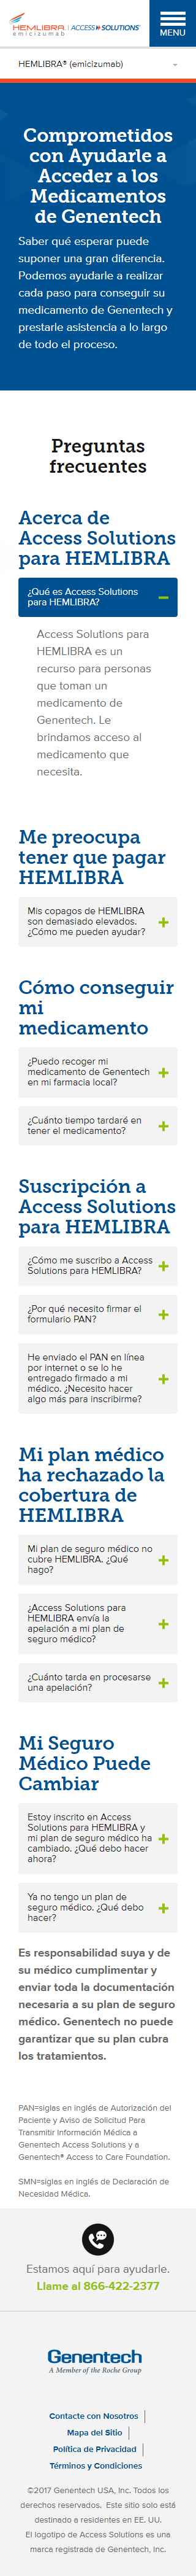 HEMLIBRA
emicizumab
ACCESS SOLUTIONS
MENU
HEMLIBRA® (emicizumab)
Comprometidos
con Ayudarle a
Acceder a los
Medicamentos
de Genentech
Saber qué esperar puede
suponer una gran diferencia.
Podemos ayudarle a realizar
cada paso para conseguir su
medicamento de Genentech y
prestarle asistencia a lo largo
de todo el proceso.
Preguntas
frecuentes
Acerca de
Access Solutions
para HEMLIBRA
¿Qué es Access Solutions
para HEMLIBRA?
Access Solutions para
HEMLIBRA es un
recurso para personas
que toman un
medicamento de
Genentech. Le
brindamos acceso al
medicamento que
necesita.
Me preocupa
tener que pagar
HEMLIBRA
Mis copagos de HEMLIBRA
son demasiado elevados.
¿Cómo me pueden ayudar?
Cómo conseguir
mi
medicamento
¿Puedo recoger mi
medicamento de Genentech
en mi farmacia local?
¿Cuánto tiempo tardaré en
tener el medicamento?
Suscripción a
Access Solutions
para HEMLIBRA
¿Cómo me suscribo a Access
Solutions para HEMLIBRA?
¿Por qué necesito firmar el
formulario PAN?
He enviado el PAN en línea
por internet o se lo he
entregado firmado a mi
médico. ¿Necesito hacer
algo más para inscribirme?
Mi plan médico
ha rechazado la
cobertura de
HEMLIBRA
Mi plan de seguro médico no
cubre HEMLIBRA. ¿Qué
hago?
¿Access Solutions para
HEMLIBRA envía la
apelación a mi plan de
seguro médico?
¿Cuánto tarda en procesarse
una apelación?
Mi Seguro
Médico Puede
Cambiar
Estoy inscrito en Access
Solutions para HEMLIBRA y
mi plan de seguro médico ha
cambiado. ¿Qué debo hacer
ahora?
Ya no tengo un plan de
seguro médico. ¿Qué debo
hacer?
Es responsabilidad suya y de
su médico cumplimentar y
enviar toda la documentación
necesaria a su plan de seguro
médico. Genentech no puede
garantizar que su plan cubra
los tratamientos.
PAN=siglas en inglés de Autorización del
Paciente y Aviso de Solicitud Para
Transmitir Información Médica a
Genentech Access Solutions y a
Genentech® Access to Care Foundation.
SMN=siglas en inglés de Declaración de
Necesidad Médica.
Estamos aquí para ayudarle.
Llame al 866-422-2377
Genentech
A Member of the Roche Group
Contacte con Nosotros
Mapa del Sitio
Política de Privacidad
Términos y Condiciones
©2017 Genentech USA, Inc. Todos los
derechos reservados. Este sitio solo está
destinado a residentes en EE. UU.
El logotipo de Access Solutions es una
marca registrada de Genentech, Inc.